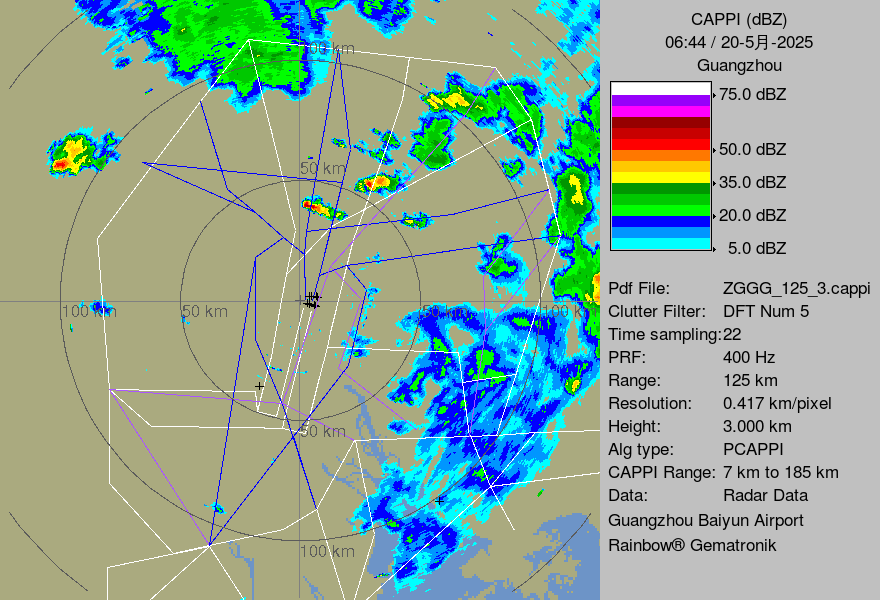 CAPPI (dBZ)
06:44 / 20-5月-2025
Guangzhou
75.0 dBZ
50.0 dBZ
35.0 dBZ
20.0 dBZ
5.0 dBZ
Pdf File: ZGGG_125_3.cappi
Clutter Filter: DFT Num 5
Time sampling:22
PRF: 400 Hz
Range: 125 km
Resolution: 0.417 km/pixel
Height: 3.000 km
Alg type: PCAPPI
CAPPI Range: 7 km to 185 km
Data: Radar Data
Guangzhou Baiyun Airport
Rainbow® Gematronik
100 km
50 km
100 km
50 km
50 km
100 km
50 km
100 km